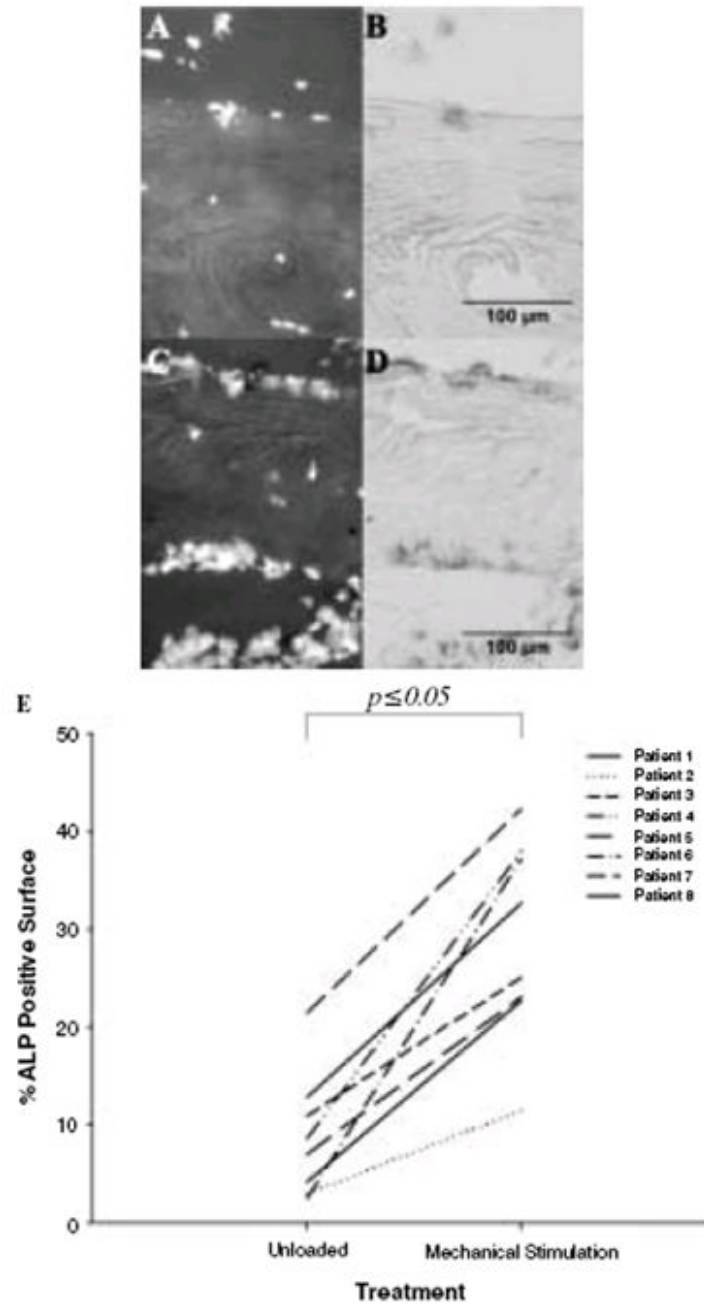 A
B
100 µm
C
D
100 µm
E
p≤0.05
50
40
30
20
10
0
% ALP Positive Surface
Patient 1
Patient 2
Patient 3
Patient 4
Patient 5
Patient 6
Patient 7
Patient 8
Unloaded
Mechanical Stimulation
Treatment